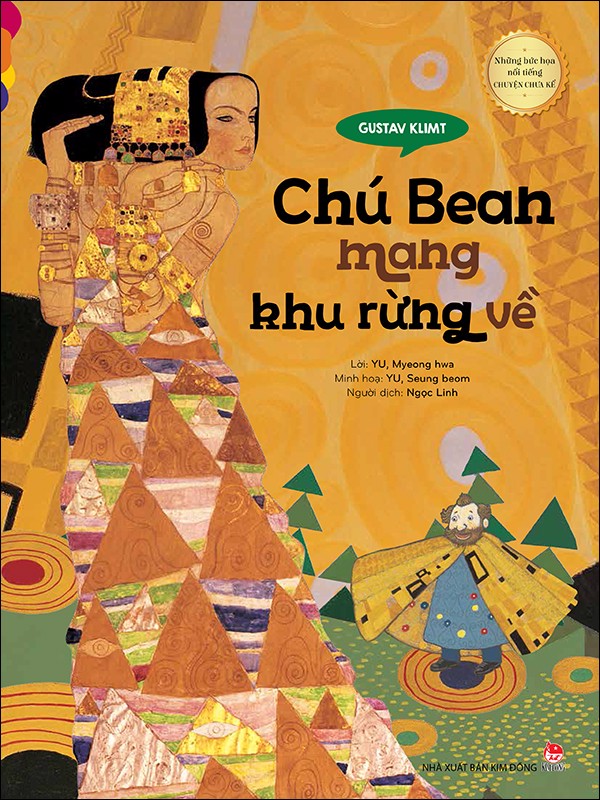 Những bức họa
nổi tiếng
CHUYỆN CHƯA KỂ
GUSTAV KLIMT
Chú Bean
mang
khu rừng về
Lời: YU, Myeong hwa
Minh hoạ: YU, Seung beom
Người dịch: Ngọc Linh
NHÀ XUẤT BẢN KIM ĐỒNG